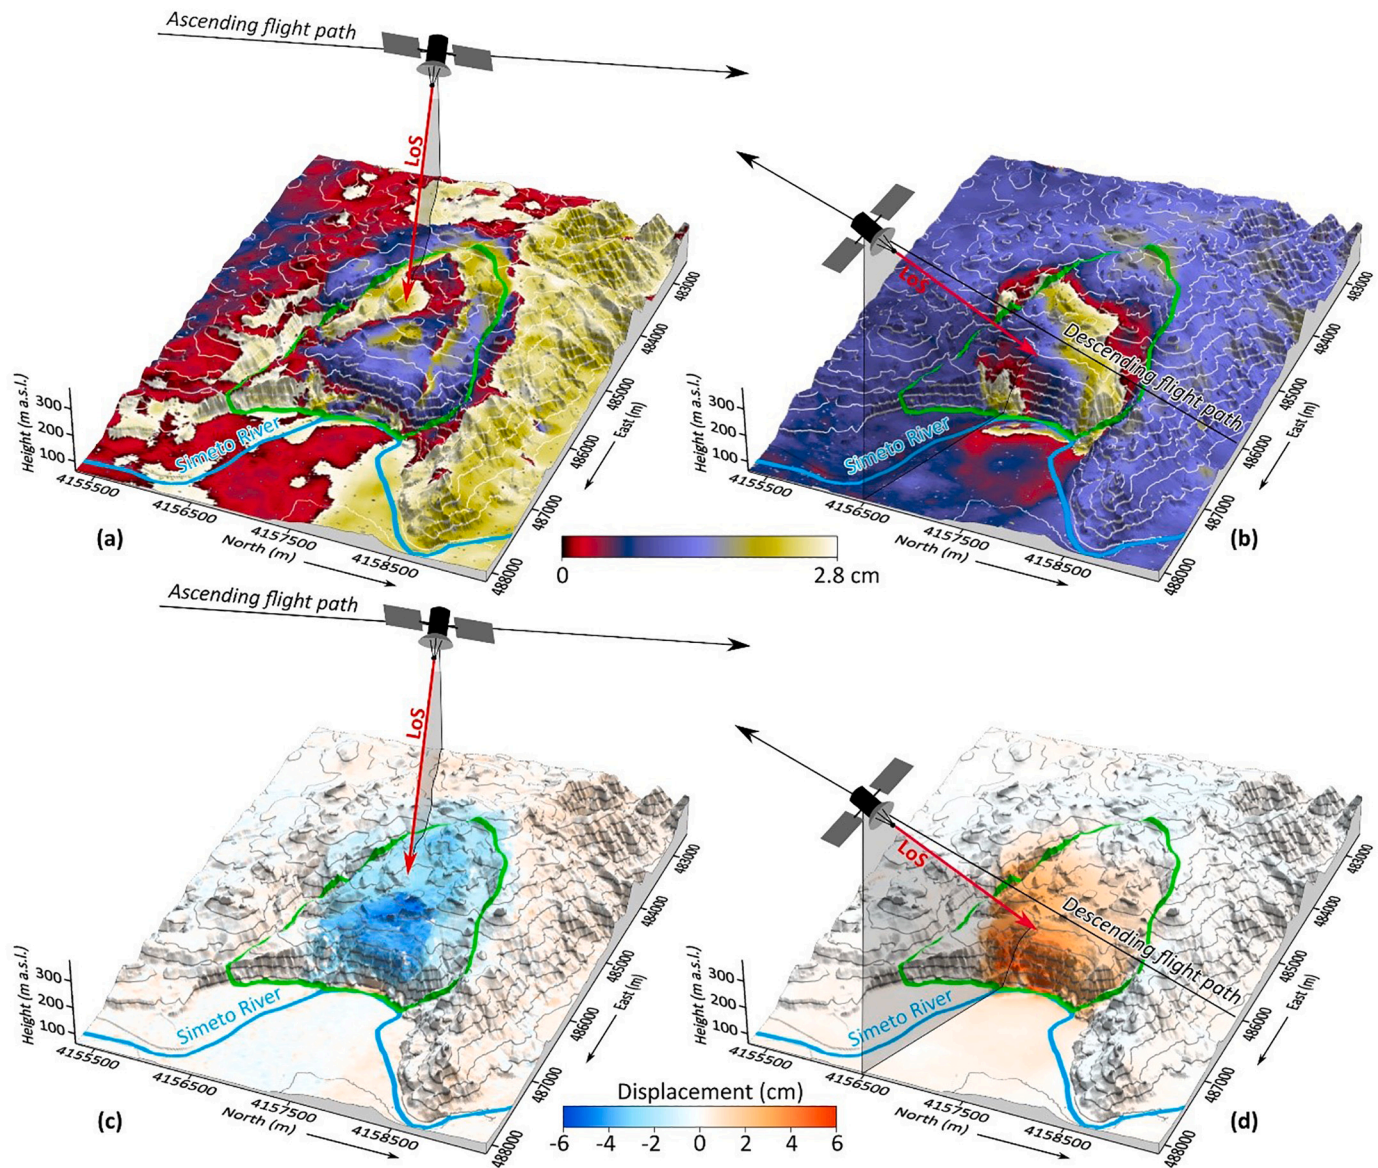 Ascending flight path
LoS
Height (m a.s.l.)
300
200
100
Simeto River
4155500
4156500
4157500
4158500
North (m)
483000
484000
485000
486000
487000
488000
East (m)
(a)
LoS
Descending flight path
Height (m a.s.l.)
300
200
100
Simeto River
4155500
4156500
4157500
4158500
North (m)
483000
484000
485000
486000
487000
488000
East (m)
(b)
0
2.8 cm
Ascending flight path
LoS
Height (m a.s.l.)
300
200
100
Simeto River
4155500
4156500
4157500
4158500
North (m)
483000
484000
485000
486000
487000
488000
East (m)
(c)
LoS
Descending flight path
Height (m a.s.l.)
300
200
100
Simeto River
4155500
4156500
4157500
4158500
North (m)
483000
484000
485000
486000
487000
488000
East (m)
(d)
Displacement (cm)
-6 -4 -2 0 2 4 6